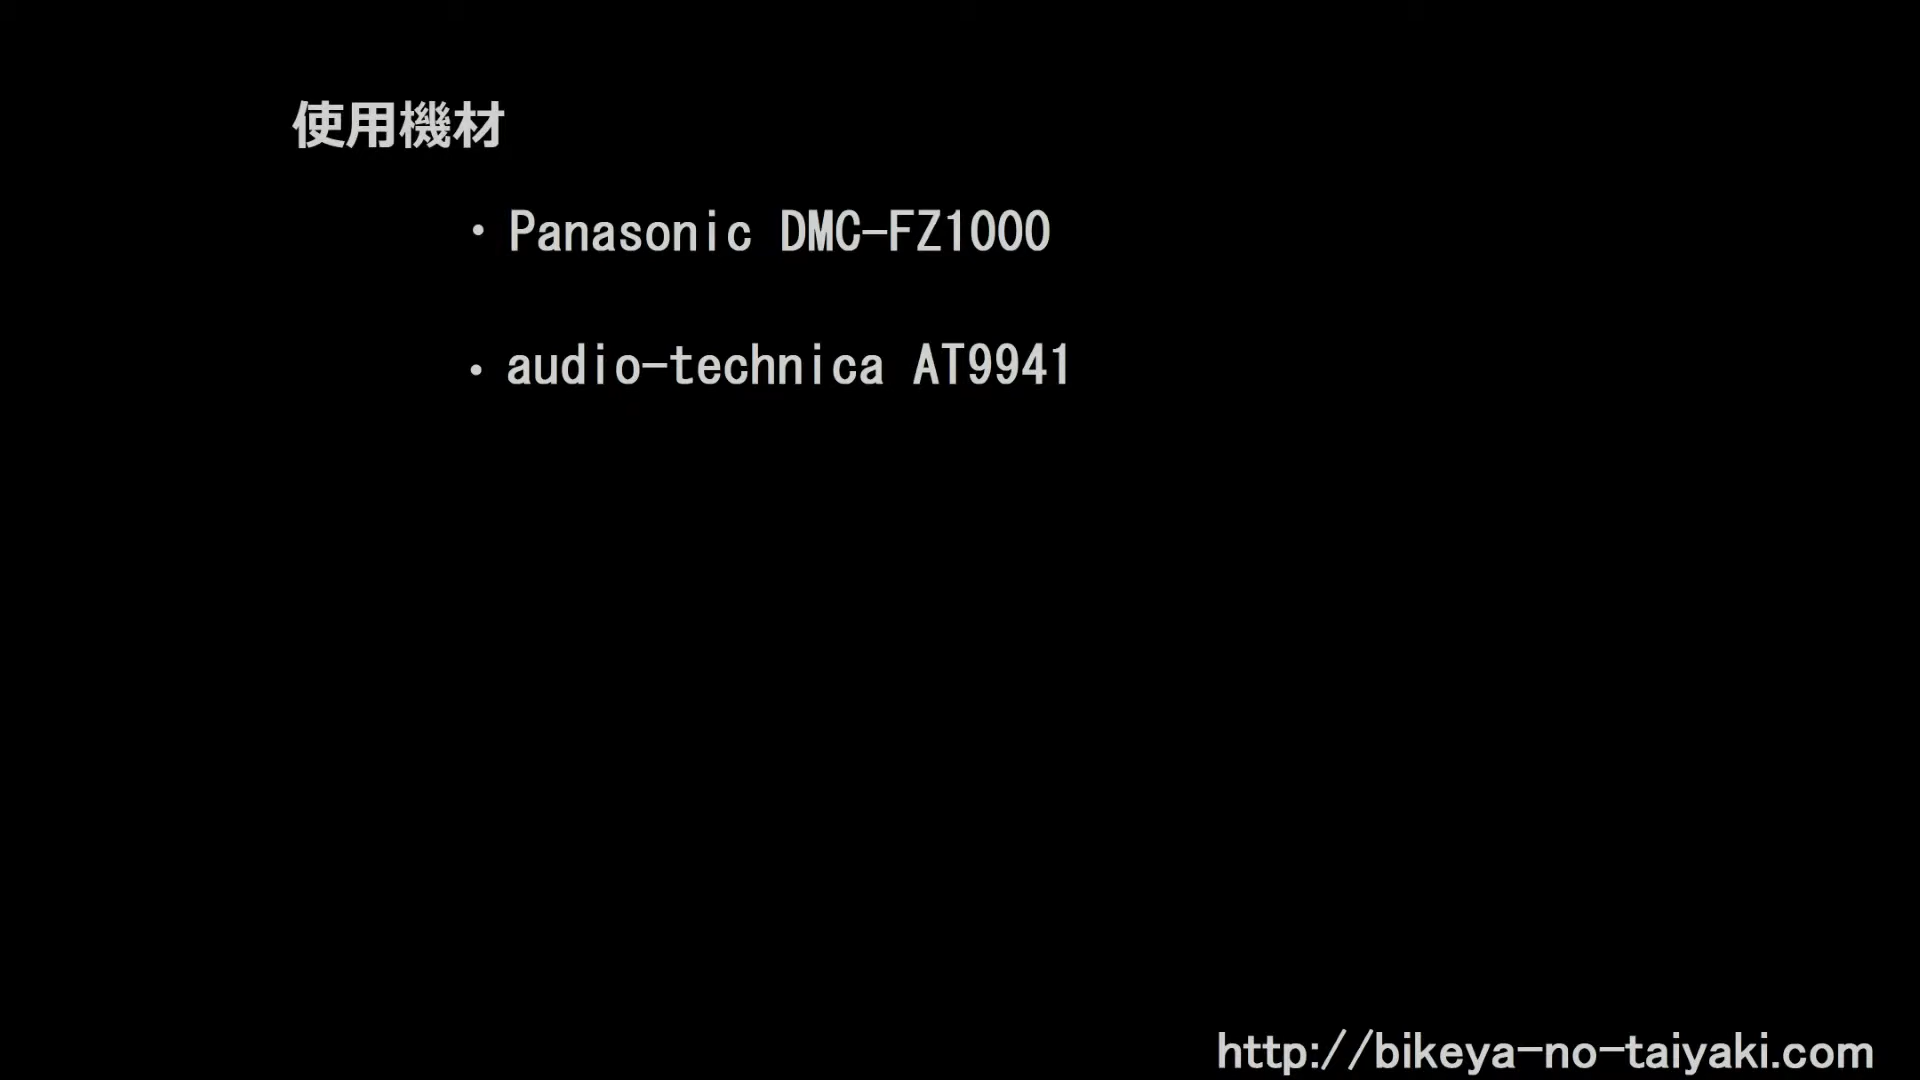 使用機材
・Panasonic DMC-FZ1000
・audio-technica AT9941
http://bikeya-no-taiyaki.com